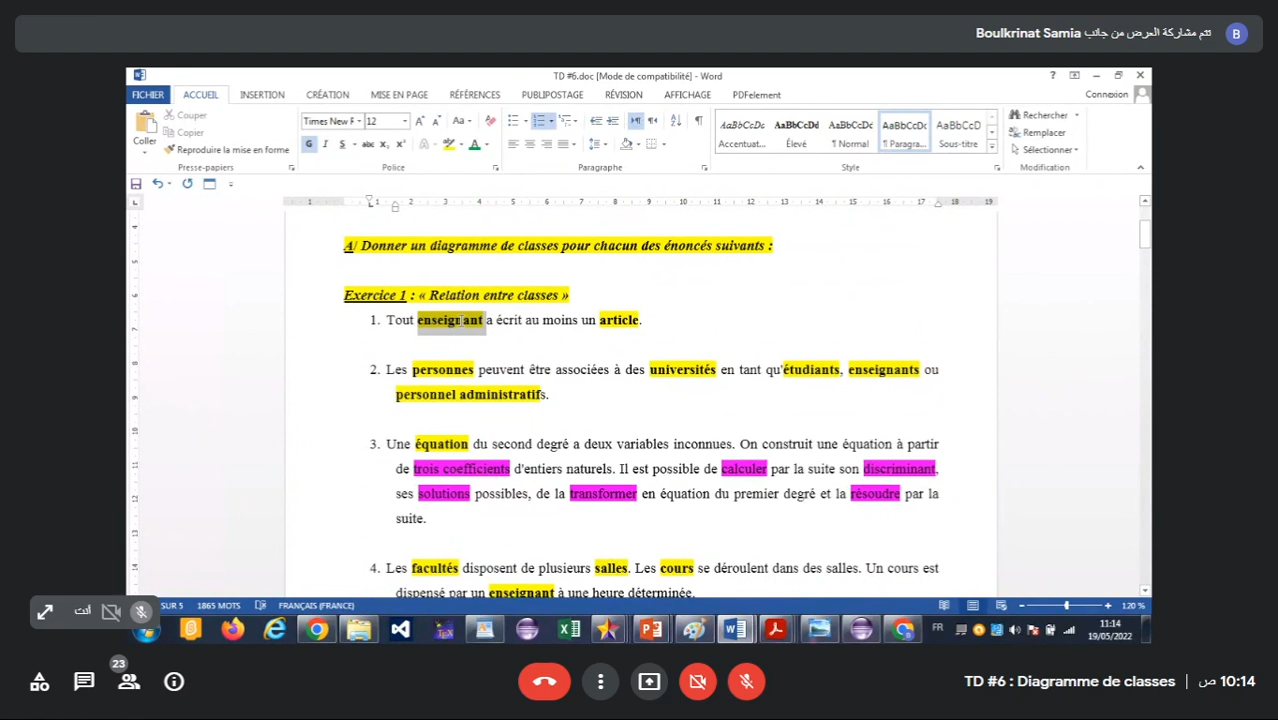 تتم مشاركة العرض من جانب Boulkrinat Samia
B
TD #6.doc [Mode de compatibilité] - Word
FICHIER ACCUEIL INSERTION CRÉATION MISE EN PAGE RÉFÉRENCES PUBLIPOSTAGE RÉVISION AFFICHAGE PDFelement Connexion
Coller
Couper
Copier
Reproduire la mise en forme
Presse-papiers
Times New F 12
Police
Paragraphe
AaBbCcDc AaBbCcDd AaBbCcDc AaBbCcDc AaBbCcD
Accentuat... Élevé ¶ Normal ¶ Paragra... Sous-titre
Style
Rechercher
Remplacer
Sélectionner
Modification
A/ Donner un diagramme de classes pour chacun des énoncés suivants :
Exercice 1 : « Relation entre classes »
1. Tout enseignant a écrit au moins un article.
2. Les personnes peuvent être associées à des universités en tant qu'étudiants, enseignants ou
personnel administratifs.
3. Une équation du second degré a deux variables inconnues. On construit une équation à partir
de trois coefficients d'entiers naturels. Il est possible de calculer par la suite son discriminant,
ses solutions possibles, de la transformer en équation du premier degré et la résoudre par la
suite.
4. Les facultés disposent de plusieurs salles. Les cours se déroulent dans des salles. Un cours est
dispensé par un enseignant à une heure déterminée.
SUR 5 1865 MOTS FRANÇAIS (FRANCE) 120 %
أنت
FR 11:14
19/05/2022
23
TD #6 : Diagramme de classes | 10:14 ص